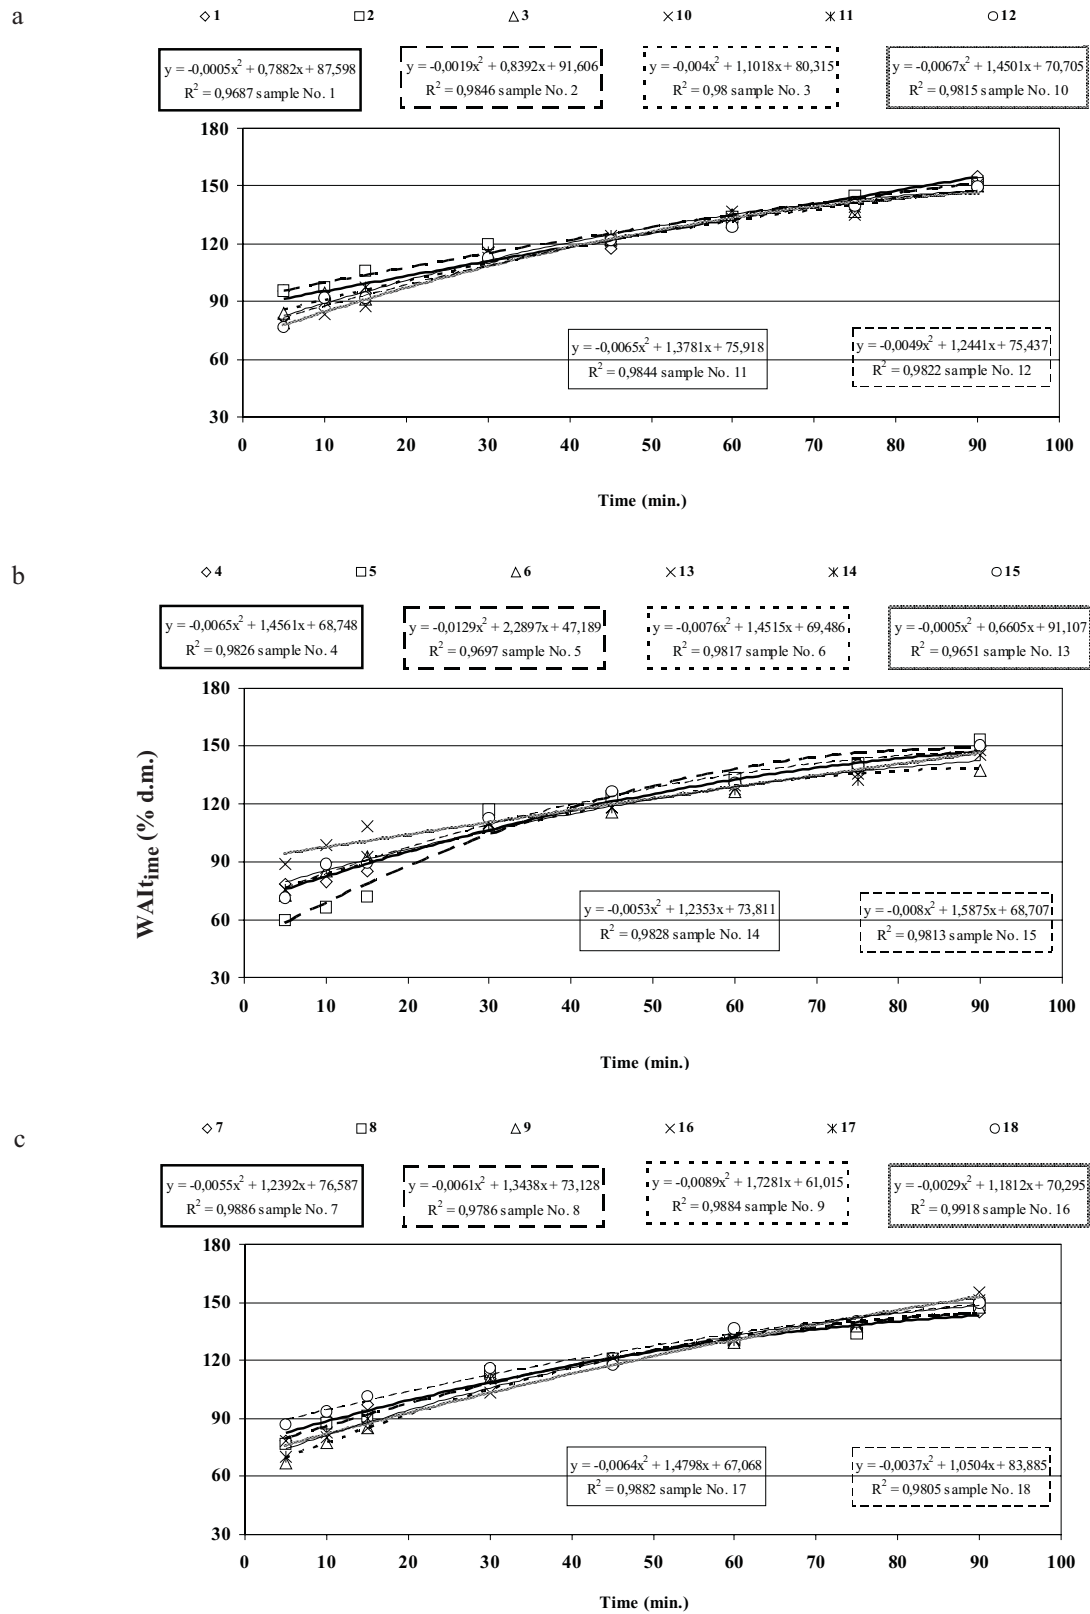 a
1 2 3 10 11 12
y = -0,0005x² + 0,7882x + 87,598
R² = 0,9687 sample No. 1
y = -0,0019x² + 0,8392x + 91,606
R² = 0,9846 sample No. 2
y = -0,004x² + 1,1018x + 80,315
R² = 0,98 sample No. 3
y = -0,0067x² + 1,4501x + 70,705
R² = 0,9815 sample No. 10
180
150
120
90
60
30
y = -0,0065x² + 1,3781x + 75,918
R² = 0,9844 sample No. 11
y = -0,0049x² + 1,2441x + 75,437
R² = 0,9822 sample No. 12
0 10 20 30 40 50 60 70 80 90 100
Time (min.)
b
4 5 6 13 14 15
y = -0,0065x² + 1,4561x + 68,748
R² = 0,9826 sample No. 4
y = -0,0129x² + 2,2897x + 47,189
R² = 0,9697 sample No. 5
y = -0,0076x² + 1,4515x + 69,486
R² = 0,9817 sample No. 6
y = -0,0005x² + 0,6605x + 91,107
R² = 0,9651 sample No. 13
WAItime (% d.m.)
180
150
120
90
60
30
y = -0,0053x² + 1,2353x + 73,811
R² = 0,9828 sample No. 14
y = -0,008x² + 1,5875x + 68,707
R² = 0,9813 sample No. 15
0 10 20 30 40 50 60 70 80 90 100
Time (min.)
c
7 8 9 16 17 18
y = -0,0055x² + 1,2392x + 76,587
R² = 0,9886 sample No. 7
y = -0,0061x² + 1,3438x + 73,128
R² = 0,9786 sample No. 8
y = -0,0089x² + 1,7281x + 61,015
R² = 0,9884 sample No. 9
y = -0,0029x² + 1,1812x + 70,295
R² = 0,9918 sample No. 16
180
150
120
90
60
30
y = -0,0064x² + 1,4798x + 67,068
R² = 0,9882 sample No. 17
y = -0,0037x² + 1,0504x + 83,885
R² = 0,9805 sample No. 18
0 10 20 30 40 50 60 70 80 90 100
Time (min.)